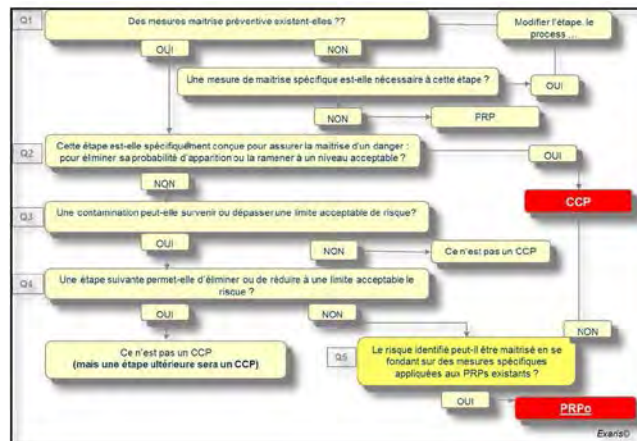 Q1
Des mesures maitrise préventive existent-elles ??
Modifier l'étape, le
process ...
OUI
NON
Une mesure de maitrise spécifique est-elle nécessaire à cette étape ?
OUI
NON
PRP
Q2
Cette étape est-elle spécifiquement conçue pour assurer la maitrise d'un danger :
pour éliminer sa probabilité d'apparition ou la ramener à un niveau acceptable ?
OUI
NON
CCP
Q3
Une contamination peut-elle survenir ou dépasser une limite acceptable de risque?
OUI
NON
Ce n'est pas un CCP
Q4
Une étape suivante permet-elle d'éliminer ou de réduire à une limite acceptable le
risque ?
OUI
NON
NON
Ce n'est pas un CCP
(mais une étape ultérieure sera un CCP)
Q5
Le risque identifié peut-il être maitrisé en se
fondant sur des mesures spécifiques
appliquées aux PRPs existants ?
OUI
PRPo
Exaris©